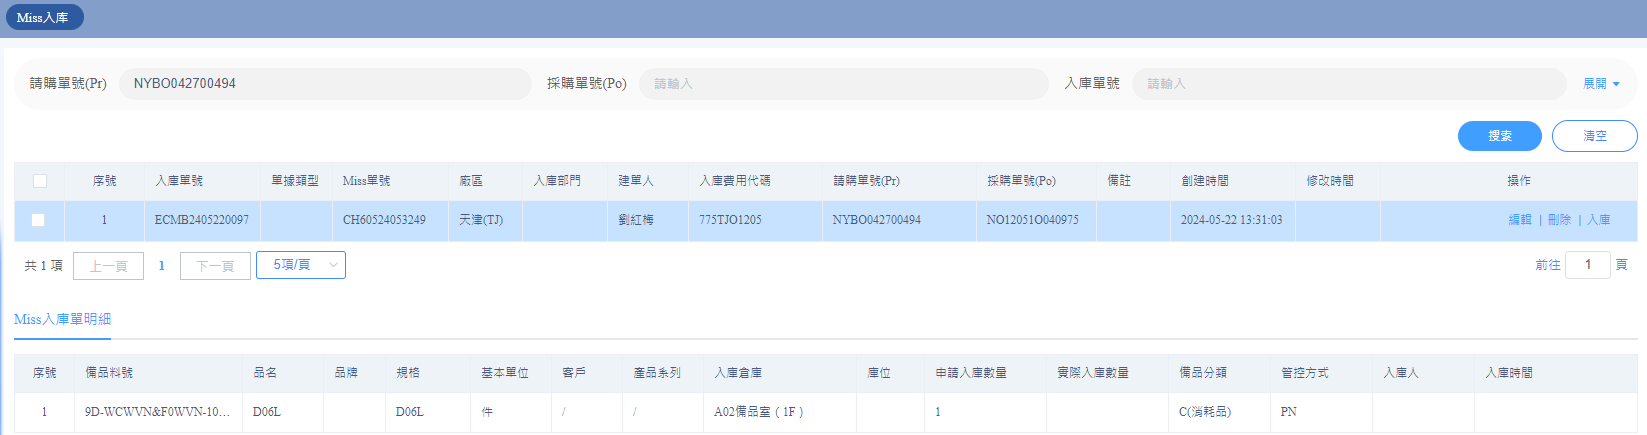 Miss入库
請購單號(Pr) NYBO042700494 採購單號(Po) 請輸入 入庫單號 請輸入 展開
搜索 清空
序號 入庫單號 單據類型 Miss單號 廠區 入庫部門 建單人 入庫費用代碼 請購單號(Pr) 採購單號(Po) 備註 創建時間 修改時間 操作
1 ECMB2405220097 CH60524053249 天津(TJ) 劉紅梅 775TJO1205 NYBO042700494 NO12051O040975 2024-05-22 13:31:03 編輯 | 刪除 | 入庫
共 1 項 上一頁 1 下一頁 5項/頁 前往 1 頁
Miss入庫單明細
序號 備品料號 品名 品牌 規格 基本單位 客戶 產品系列 入庫倉庫 庫位 申請入庫數量 實際入庫數量 備品分類 管控方式 入庫人 入庫時間
1 9D-WCWVN&F0WVN-10... D06L D06L 件 / / A02備品室（1F） 1 C(消耗品) PN